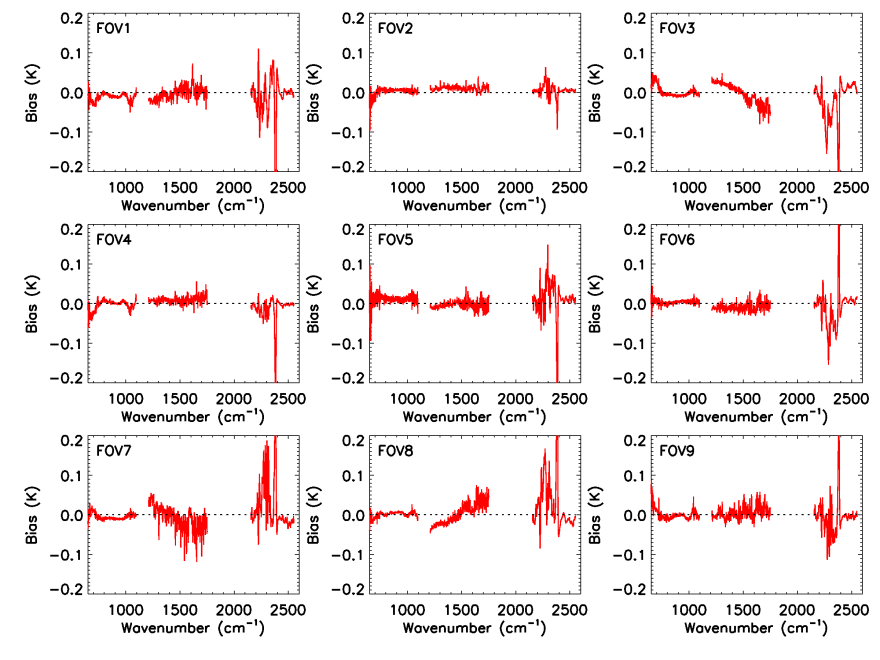 0.2 0.2 0.2
FOV1 FOV2 FOV3
0.1 0.1 0.1
Bias (K) 0.0 Bias (K) 0.0 Bias (K) 0.0
−0.1 −0.1 −0.1
−0.2 −0.2 −0.2
1000 1500 2000 2500 1000 1500 2000 2500 1000 1500 2000 2500
Wavenumber (cm⁻¹) Wavenumber (cm⁻¹) Wavenumber (cm⁻¹)
0.2 0.2 0.2
FOV4 FOV5 FOV6
0.1 0.1 0.1
Bias (K) 0.0 Bias (K) 0.0 Bias (K) 0.0
−0.1 −0.1 −0.1
−0.2 −0.2 −0.2
1000 1500 2000 2500 1000 1500 2000 2500 1000 1500 2000 2500
Wavenumber (cm⁻¹) Wavenumber (cm⁻¹) Wavenumber (cm⁻¹)
0.2 0.2 0.2
FOV7 FOV8 FOV9
0.1 0.1 0.1
Bias (K) 0.0 Bias (K) 0.0 Bias (K) 0.0
−0.1 −0.1 −0.1
−0.2 −0.2 −0.2
1000 1500 2000 2500 1000 1500 2000 2500 1000 1500 2000 2500
Wavenumber (cm⁻¹) Wavenumber (cm⁻¹) Wavenumber (cm⁻¹)